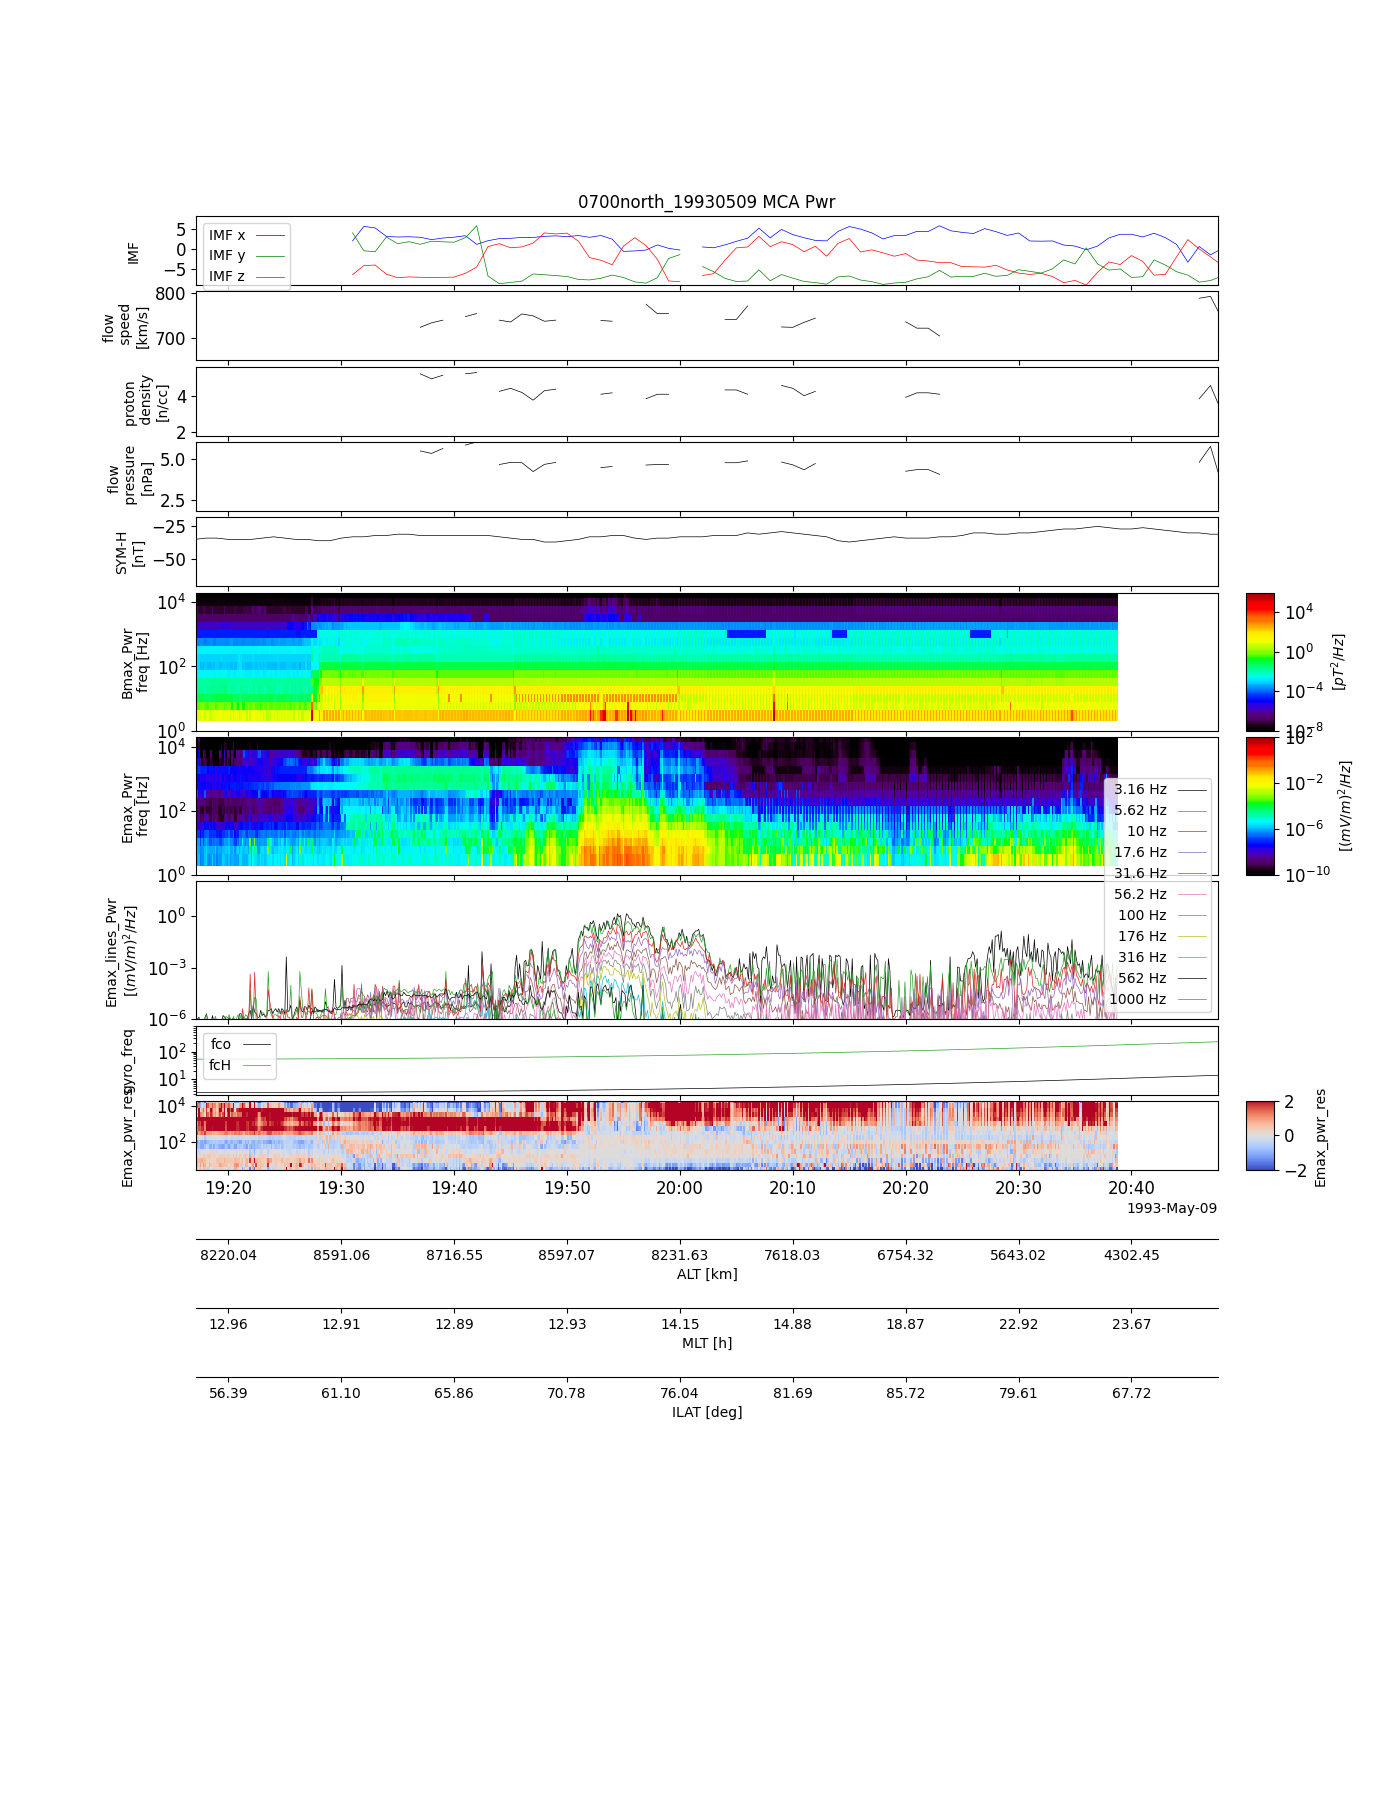 0700north_19930509 MCA Pwr
IMF
5
0
−5
IMF x
IMF y
IMF z
flow
speed
[km/s]
800
700
proton
density
[n/cc]
4
2
flow
pressure
[nPa]
5.0
2.5
SYM-H
[nT]
−25
−50
Bmax_Pwr
freq [Hz]
10^4
10^2
10^0
10^4
10^0
10^−4
10^−8
[pT^2/Hz]
Emax_Pwr
freq [Hz]
10^4
10^2
10^0
10^2
10^−2
10^−6
10^−10
[(mV/m)^2/Hz]
3.16 Hz
5.62 Hz
10 Hz
17.6 Hz
31.6 Hz
56.2 Hz
100 Hz
176 Hz
316 Hz
562 Hz
1000 Hz
Emax_lines_Pwr
[(mV/m)^2/Hz]
10^0
10^−3
10^−6
gyro_freq
10^2
10^1
fco
fcH
Emax_pwr_res
10^4
10^2
2
0
−2
Emax_pwr_res
19:20 19:30 19:40 19:50 20:00 20:10 20:20 20:30 20:40
1993-May-09
8220.04 8591.06 8716.55 8597.07 8231.63 7618.03 6754.32 5643.02 4302.45
ALT [km]
12.96 12.91 12.89 12.93 14.15 14.88 18.87 22.92 23.67
MLT [h]
56.39 61.10 65.86 70.78 76.04 81.69 85.72 79.61 67.72
ILAT [deg]